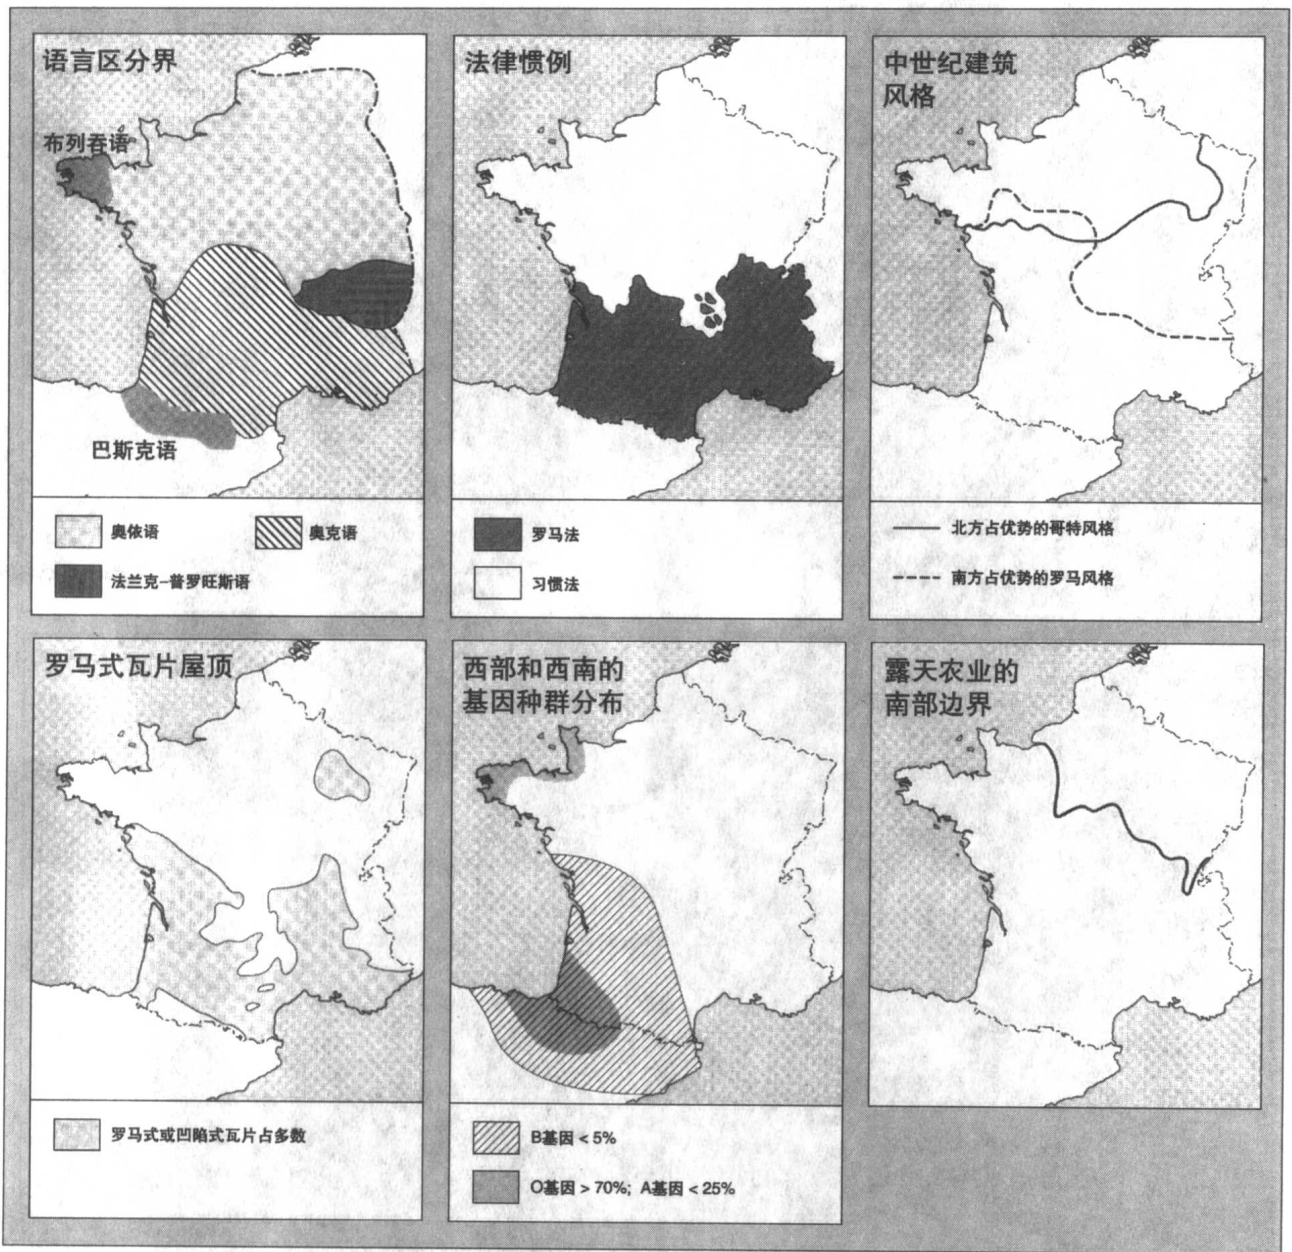 语言区分界
布列吞语
巴斯克语
奥依语
奥克语
法兰克-普罗旺斯语
法律惯例
罗马法
习惯法
中世纪建筑
风格
北方占优势的哥特风格
南方占优势的罗马风格
罗马式瓦片屋顶
罗马式或凹陷式瓦片占多数
西部和西南的
基因种群分布
B基因 < 5%
O基因 > 70%; A基因 < 25%
露天农业的
南部边界